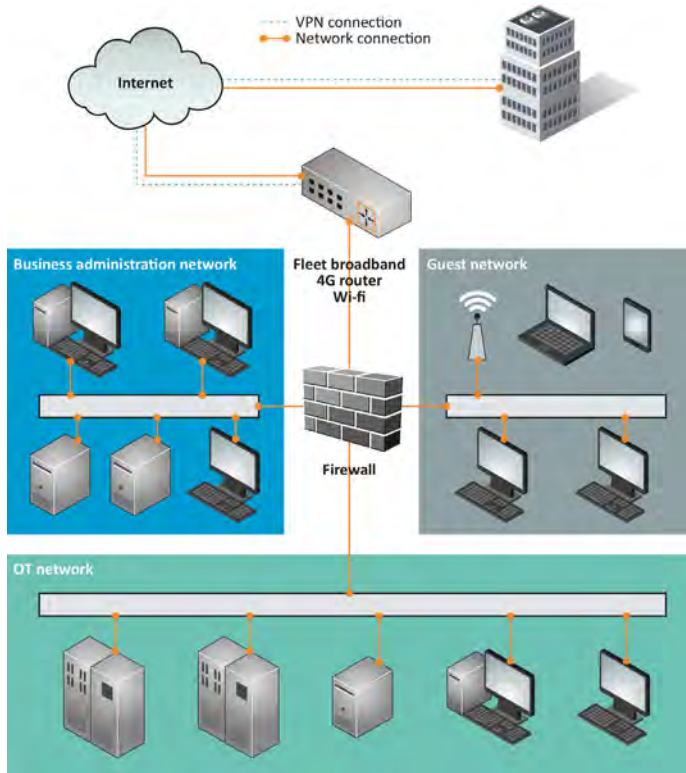 VPN connection
Network connection
Internet
Business administration network
Fleet broadband
4G router
Wi-fi
Guest network
Firewall
OT network